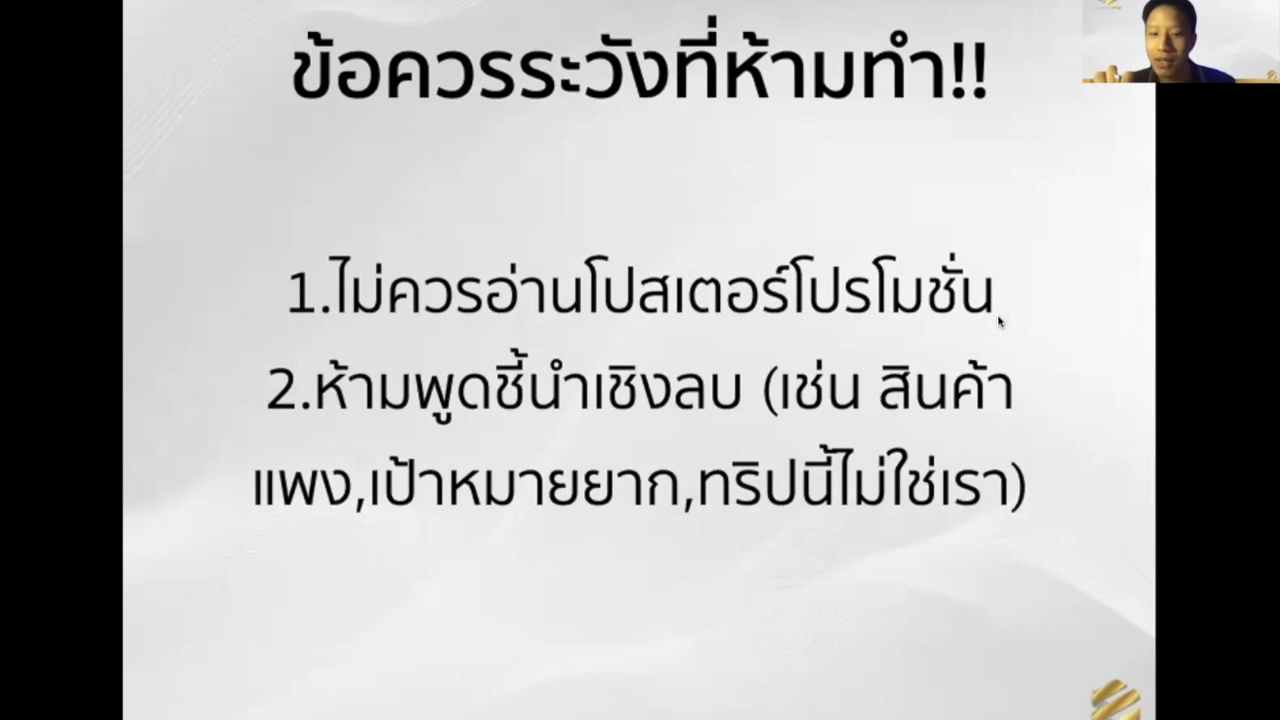 ข้อควรระวังที่ห้ามทำ!!
1.ไม่ควรอ่านโปสเตอร์โปรโมชั่น
2.ห้ามพูดชี้นำเชิงลบ (เช่น สินค้า
แพง,เป้าหมายยาก,ทริปนี้ไม่ใช่เรา)